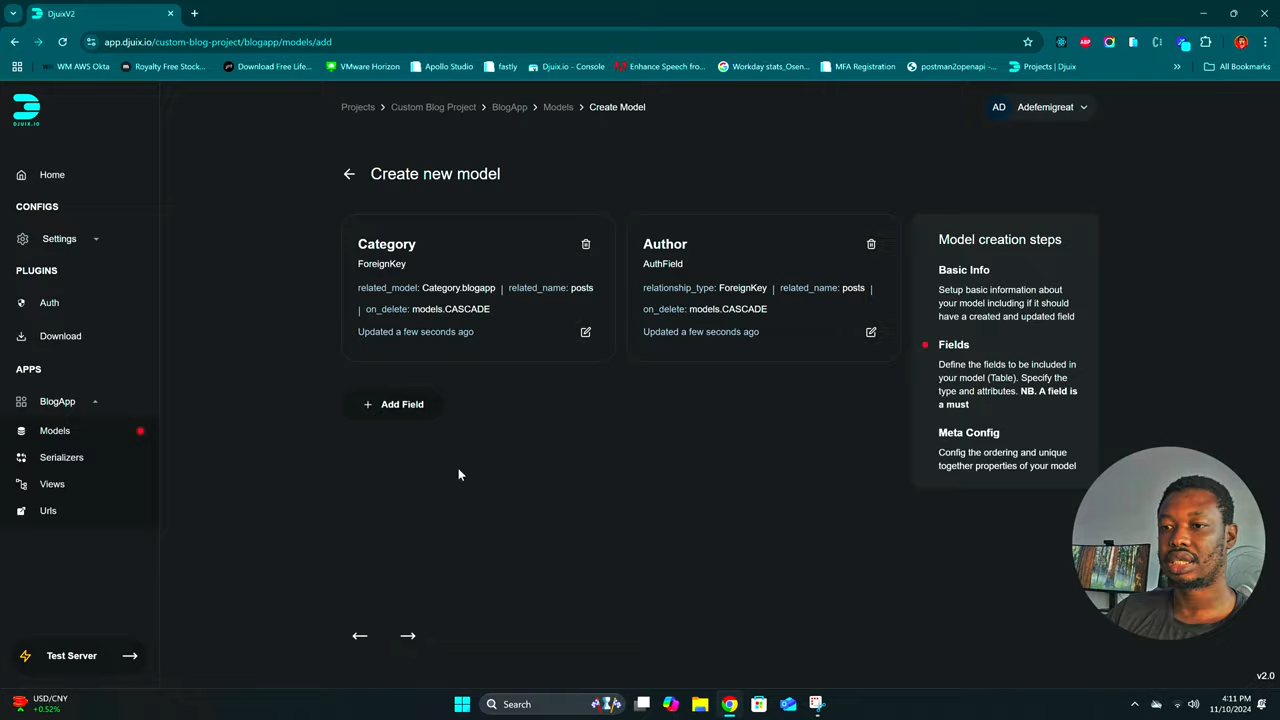 DjuixV2
app.djuix.io/custom-blog-project/blogapp/models/add
WM AWS Okta
Royalty Free Stock...
Download Free Life...
VMware Horizon
Apollo Studio
fastly
Djuix.io - Console
Enhance Speech fro...
Workday stats_Osen...
MFA Registration
postman2openapi -...
Projects | Djuix
»
All Bookmarks
DJUIX.IO
Projects > Custom Blog Project > BlogApp > Models > Create Model
AD Adefemigreat
Home
CONFIGS
Settings
PLUGINS
Auth
Download
APPS
BlogApp
Models
Serializers
Views
Urls
Test Server
Create new model
Category
ForeignKey
related_model: Category.blogapp | related_name: posts
| on_delete: models.CASCADE
Updated a few seconds ago
Author
AuthField
relationship_type: ForeignKey | related_name: posts |
on_delete: models.CASCADE
Updated a few seconds ago
+ Add Field
Model creation steps
Basic Info
Setup basic information about
your model including if it should
have a created and updated field
Fields
Define the fields to be included in
your model (Table). Specify the
type and attributes. NB. A field is
a must
Meta Config
Config the ordering and unique
together properties of your model
v2.0
USD/CNY
+0.52%
Search
4:11 PM
11/10/2024